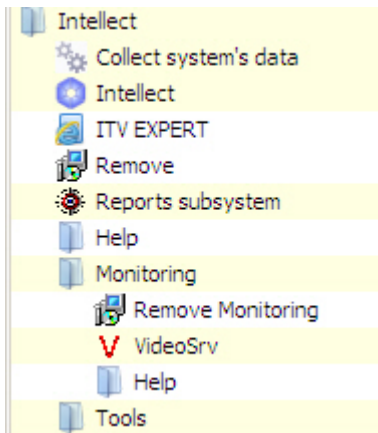 Intellect
Collect system's data
Intellect
ITV EXPERT
Remove
Reports subsystem
Help
Monitoring
Remove Monitoring
VideoSrv
Help
Tools